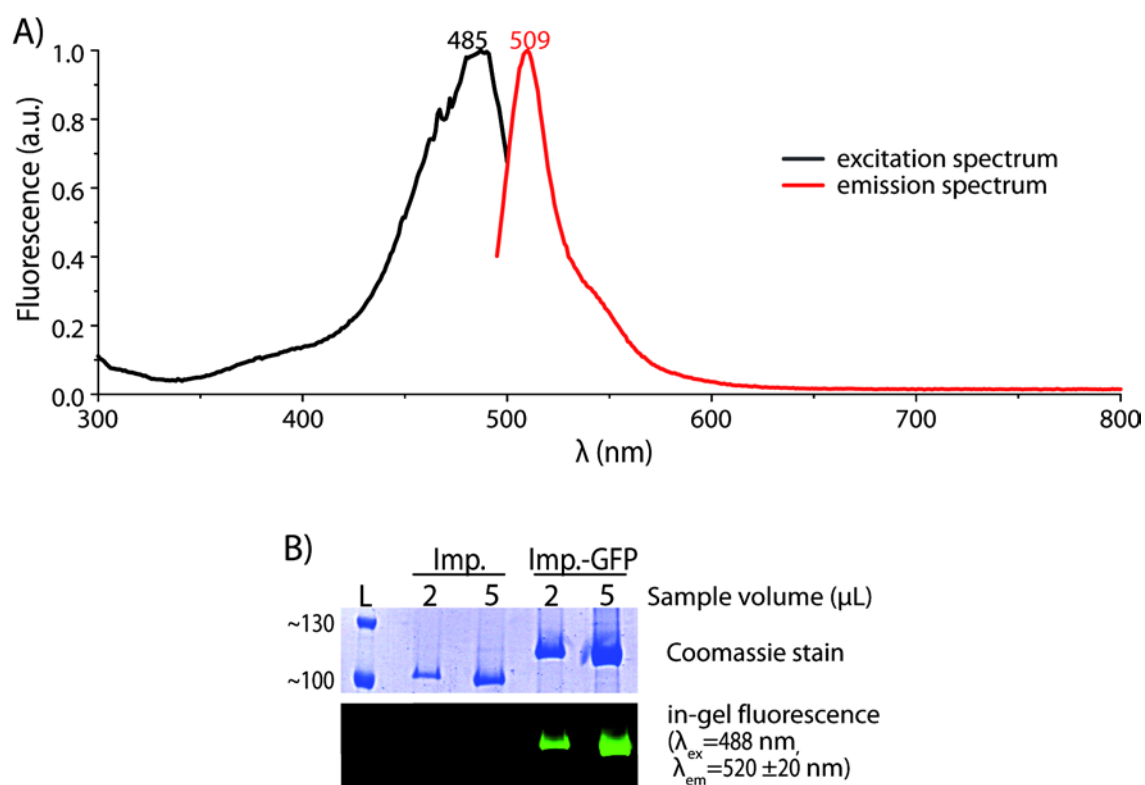 A)
485 509
1.0
0.8
0.6
0.4
0.2
0.0
Fluorescence (a.u.)
excitation spectrum
emission spectrum
300 400 500 600 700 800
λ (nm)
B)
Imp. Imp.-GFP
L 2 5 2 5 Sample volume (µL)
~130
Coomassie stain
~100
in-gel fluorescence
(λex=488 nm,
λem=520 ±20 nm)